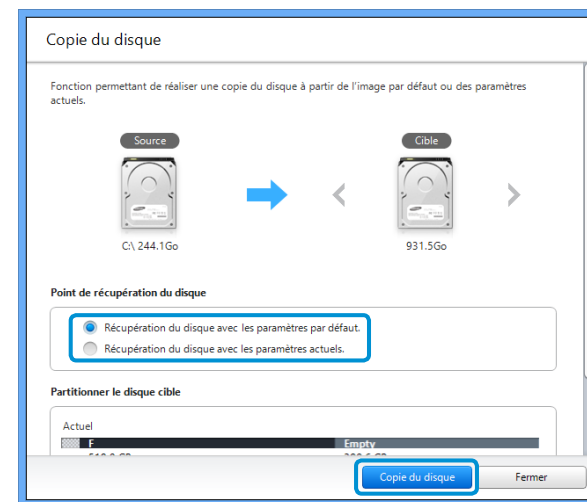 Copie du disque
Fonction permettant de réaliser une copie du disque à partir de l'image par défaut ou des paramètres
actuels.
Source
Cible
C:\ 244.1Go
931.5Go
Point de récupération du disque
Récupération du disque avec les paramètres par défaut.
Récupération du disque avec les paramètres actuels.
Partitionner le disque cible
Actuel
F
Empty
Copie du disque
Fermer